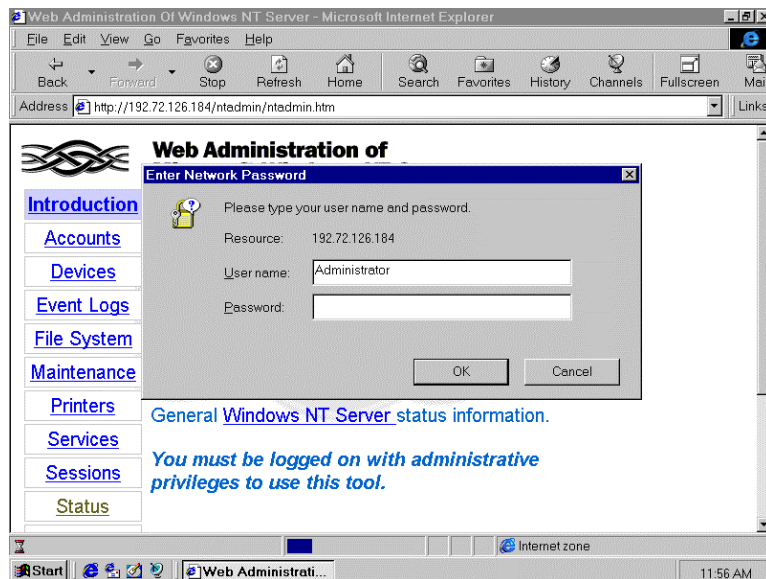 Web Administration Of Windows NT Server - Microsoft Internet Explorer
File Edit View Go Favorites Help
Back Forward Stop Refresh Home Search Favorites History Channels Fullscreen Mai
Address http://192.72.126.184/ntadmin/ntadmin.htm Links
Web Administration of
Enter Network Password
Please type your user name and password.
Resource: 192.72.126.184
User name: Administrator
Password:
OK Cancel
Introduction
Accounts
Devices
Event Logs
File System
Maintenance
Printers
Services
Sessions
Status
General Windows NT Server status information.
You must be logged on with administrative
privileges to use this tool.
Internet zone
Start Web Administrati... 11:56 AM